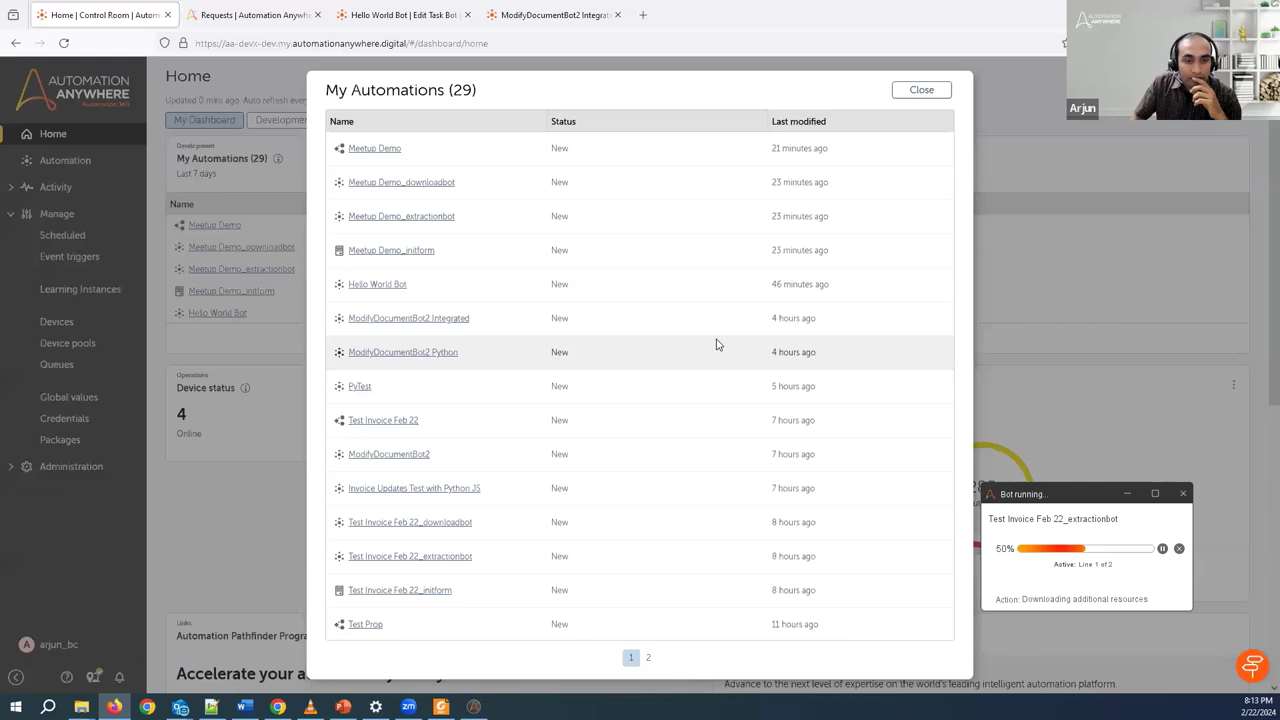 Home | Control Room | Autom
Requests | Automation Anywhe
Hello World Bot | Edit Task Bot |
ModifyDocumentBot2 Integrat
https://aa-devx-dev.my.automationanywhere.digital/#/dashboard/home
AUTOMATION
ANYWHERE
Automation 360
Home
Automation
Activity
Manage
Scheduled
Event triggers
Learning Instances
Devices
Device pools
Queues
Global values
Credentials
Packages
Administration
arjun_bc
Home
Updated 0 mins ago. Auto refresh every
My Dashboard
Developmen
Development
My Automations (29)
Last 7 days
Name
Meetup Demo
Meetup Demo_downloadbot
Meetup Demo_extractionbot
Meetup Demo_initform
Hello World Bot
Operations
Device status
4
Online
Links
Automation Pathfinder Progra
Accelerate your a
My Automations (29)
Close
Name Status Last modified
Meetup Demo New 21 minutes ago
Meetup Demo_downloadbot New 23 minutes ago
Meetup Demo_extractionbot New 23 minutes ago
Meetup Demo_initform New 23 minutes ago
Hello World Bot New 46 minutes ago
ModifyDocumentBot2 Integrated New 4 hours ago
ModifyDocumentBot2 Python New 4 hours ago
PyTest New 5 hours ago
Test Invoice Feb 22 New 7 hours ago
ModifyDocumentBot2 New 7 hours ago
Invoice Updates Test with Python JS New 7 hours ago
Test Invoice Feb 22_downloadbot New 8 hours ago
Test Invoice Feb 22_extractionbot New 8 hours ago
Test Invoice Feb 22_initform New 8 hours ago
Test Prop New 11 hours ago
1 2
AUTOMATION
ANYWHERE
Arjun
Bot running...
Test Invoice Feb 22_extractionbot
50%
Active: Line 1 of 2
Action: Downloading additional resources
Advance to the next level of expertise on the world's leading intelligent automation platform.
8:13 PM
2/22/2024